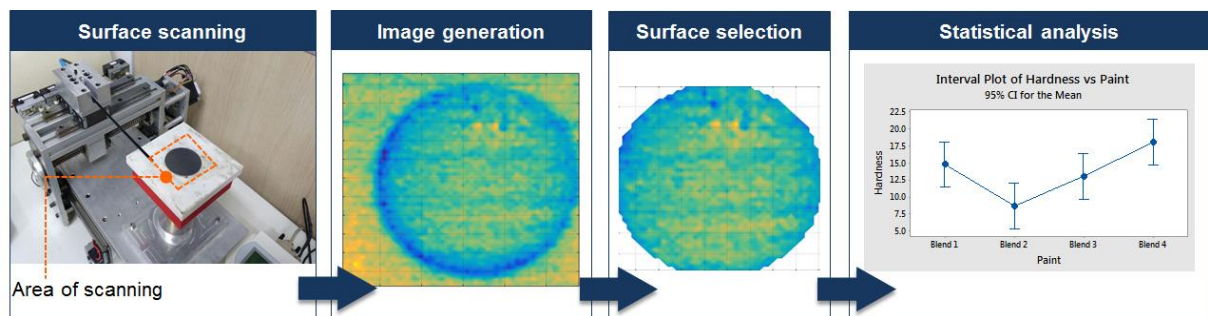 Surface scanning
Area of scanning
Image generation
Surface selection
Statistical analysis
Interval Plot of Hardness vs Paint
95% CI for the Mean
Hardness
22.5
20.0
17.5
15.0
12.5
10.0
7.5
5.0
Blend 1 Blend 2 Blend 3 Blend 4
Paint